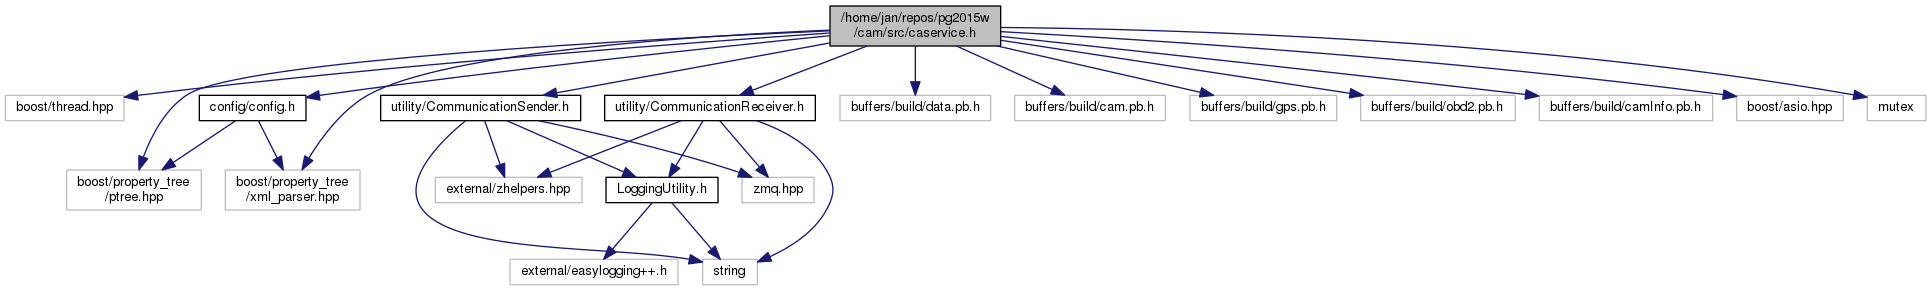 /home/jan/repos/pg2015w
/cam/src/caservice.h
boost/thread.hpp
config/config.h
utility/CommunicationSender.h
utility/CommunicationReceiver.h
buffers/build/data.pb.h
buffers/build/cam.pb.h
buffers/build/gps.pb.h
buffers/build/obd2.pb.h
buffers/build/camInfo.pb.h
boost/asio.hpp
mutex
boost/property_tree
/ptree.hpp
boost/property_tree
/xml_parser.hpp
external/zhelpers.hpp
LoggingUtility.h
zmq.hpp
external/easylogging++.h
string